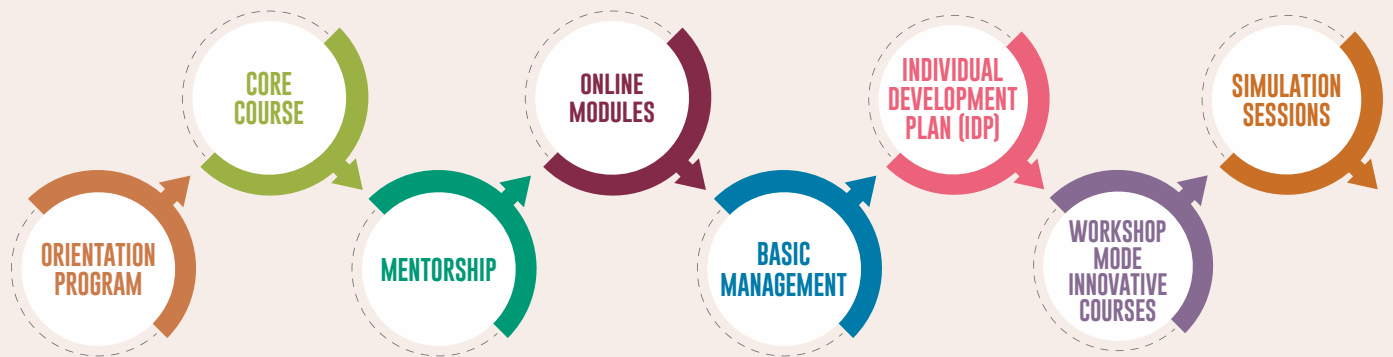 ORIENTATION
PROGRAM
CORE
COURSE
MENTORSHIP
ONLINE
MODULES
BASIC
MANAGEMENT
INDIVIDUAL
DEVELOPMENT
PLAN (IDP)
WORKSHOP
MODE
INNOVATIVE
COURSES
SIMULATION
SESSIONS